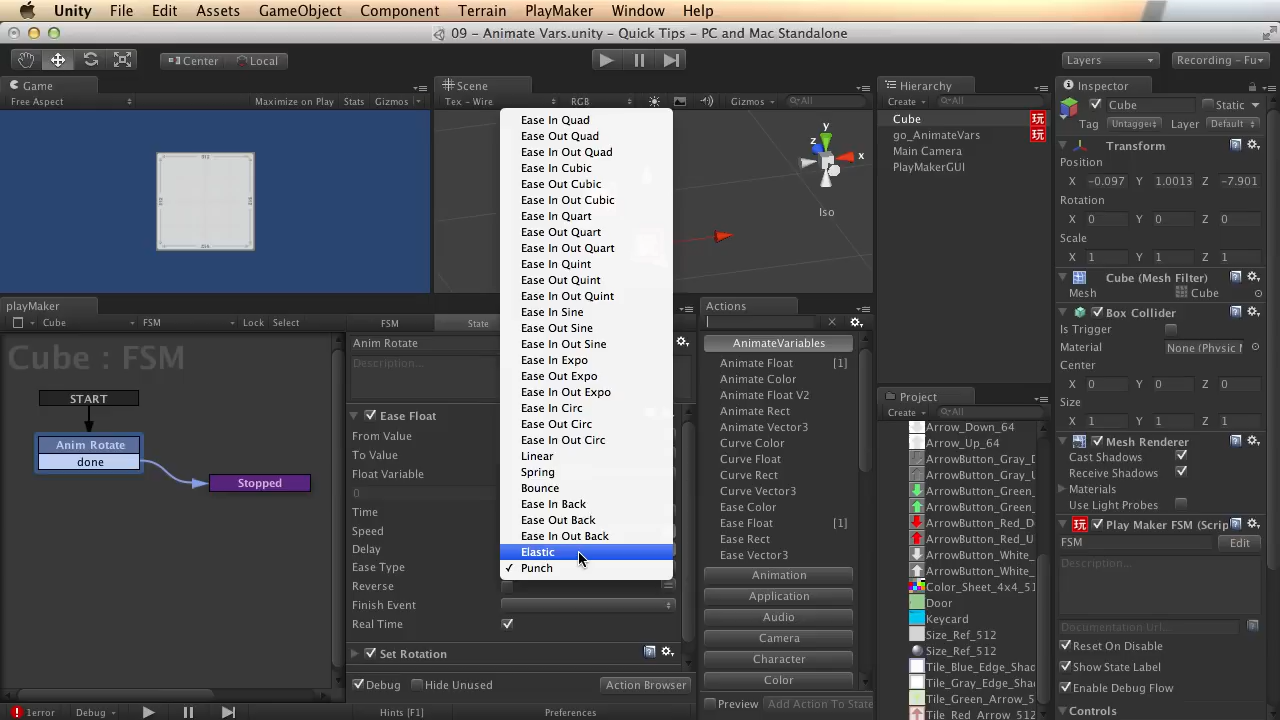 Unity File Edit Assets GameObject Component Terrain PlayMaker Window Help
09 - Animate Vars.unity - Quick Tips - PC and Mac Standalone
Center Local Layers Recording - Fu
Game
Free Aspect Maximize on Play Stats Gizmos
Scene
Tex - Wire RGB Gizmos All
y
z
x
Iso
Ease In Quad
Ease Out Quad
Ease In Out Quad
Ease In Cubic
Ease Out Cubic
Ease In Out Cubic
Ease In Quart
Ease Out Quart
Ease In Out Quart
Ease In Quint
Ease Out Quint
Ease In Out Quint
Ease In Sine
Ease Out Sine
Ease In Out Sine
Ease In Expo
Ease Out Expo
Ease In Out Expo
Ease In Circ
Ease Out Circ
Ease In Out Circ
Linear
Spring
Bounce
Ease In Back
Ease Out Back
Ease In Out Back
Elastic
✓ Punch
playMaker
Cube FSM Lock Select
Cube : FSM
START
Anim Rotate
done
Stopped
FSM State
Anim Rotate
Description...
Ease Float
From Value
To Value
Float Variable
0
Time
Speed
Delay
Ease Type
Reverse
Finish Event
Real Time
Set Rotation
Debug Hide Unused Action Browser
1error Debug Hints [F1] Preferences
Actions
AnimateVariables
Animate Float [1]
Animate Color
Animate Float V2
Animate Rect
Animate Vector3
Curve Color
Curve Float
Curve Rect
Curve Vector3
Ease Color
Ease Float [1]
Ease Rect
Ease Vector3
Animation
Application
Audio
Camera
Character
Color
Preview Add Action To State
Hierarchy
Create All
Cube 玩
go_AnimateVars 玩
Main Camera
PlayMakerGUI
Project
Create All
Arrow_Down_64
Arrow_Up_64
ArrowButton_Gray_D
ArrowButton_Gray_U
ArrowButton_Green_
ArrowButton_Green_
ArrowButton_Red_D
ArrowButton_Red_U
ArrowButton_White_
ArrowButton_White_
Color_Sheet_4x4_51
Door
Keycard
Size_Ref_512
Size_Ref_512
Tile_Blue_Edge_Shad
Tile_Gray_Edge_Shad
Tile_Green_Arrow_5
Tile_Red_Arrow_512
Inspector
Cube Static
Tag Untagged Layer Default
Transform
Position
X -0.097 Y 1.0013 Z -7.901
Rotation
X 0 Y 0 Z 0
Scale
X 1 Y 1 Z 1
Cube (Mesh Filter)
Mesh Cube
Box Collider
Is Trigger
Material None (Physic M
Center
X 0 Y 0 Z 0
Size
X 1 Y 1 Z 1
Mesh Renderer
Cast Shadows
Receive Shadows
Materials
Use Light Probes
玩 Play Maker FSM (Scrip
FSM Edit
Description...
Documentation Url...
Reset On Disable
Show State Label
Enable Debug Flow
Controls